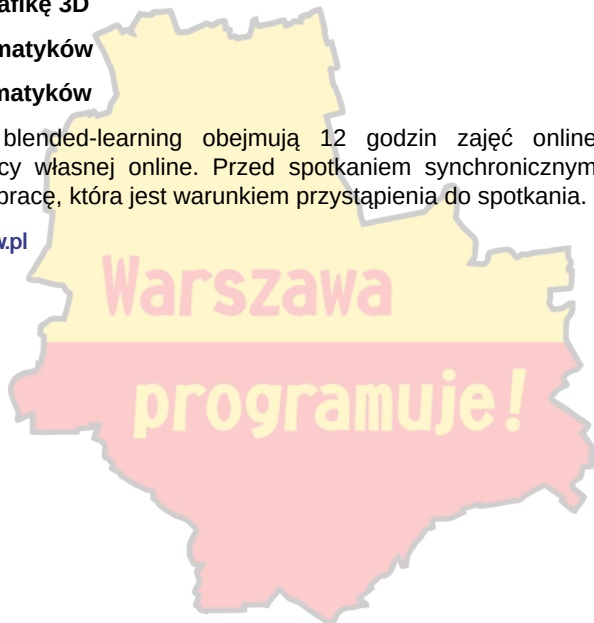 afikę 3D
matyków
matyków
blended-learning obejmują 12 godzin zajęć online
cy własnej online. Przed spotkaniem synchronicznym
pracę, która jest warunkiem przystąpienia do spotkania.
w.pl
Warszawa
programuje!